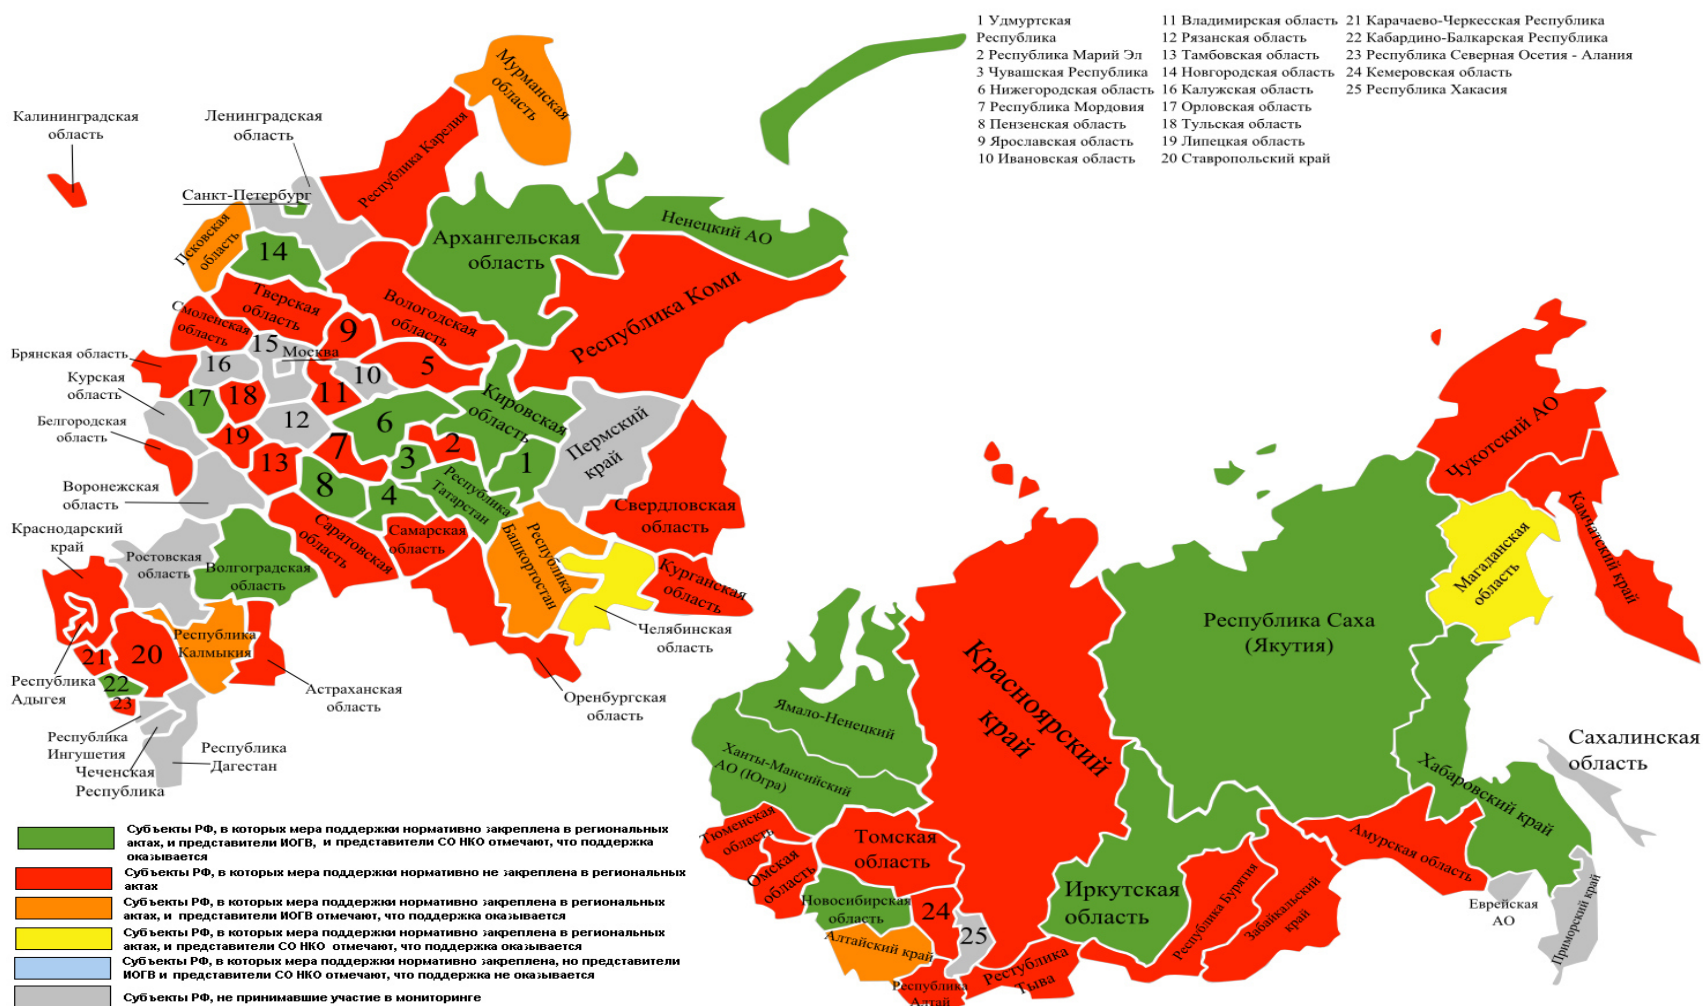 1 Удмуртская
Республика
2 Республика Марий Эл
3 Чувашская Республика
6 Нижегородская область
7 Республика Мордовия
8 Пензенская область
9 Ярославская область
10 Ивановская область
11 Владимирская область
12 Рязанская область
13 Тамбовская область
14 Новгородская область
16 Калужская область
17 Орловская область
18 Тульская область
19 Липецкая область
20 Ставропольский край
21 Карачаево-Черкесская Республика
22 Кабардино-Балкарская Республика
23 Республика Северная Осетия - Алания
24 Кемеровская область
25 Республика Хакасия
Калининградская
область
Ленинградская
область
Санкт-Петербург
Мурманская
область
Республика Карелия
Псковская
область
14
Архангельская
область
Ненецкий АО
Республика Коми
Тверская
область
Вологодская
область
Смоленская
область
9
15
Москва
Брянская область
16
10
5
Курская
область
17
18
11
Кировская
область
Белгородская
область
12
6
19
7
2
Пермский
край
13
3
1
8
4
Республика
Татарстан
Воронежская
область
Свердловская
область
Краснодарский
край
Саратовская
область
Самарская
область
Республика
Башкортостан
Ростовская
область
Волгоградская
область
Курганская
область
Челябинская
область
Республика
Калмыкия
20
21
22
23
Республика
Адыгея
Астраханская
область
Оренбургская
область
Республика
Ингушетия
Чеченская
Республика
Республика
Дагестан
Чукотский АО
Камчатский край
Магаданская
область
Республика Саха
(Якутия)
Красноярский
край
Ямало-Ненецкий
Ханты-Мансийский
АО (Югра)
Сахалинская
область
Хабаровский край
Тюменская
область
Томская
область
Омская
область
Амурская область
Иркутская
область
Республика Бурятия
Забайкальский
край
Новосибирская
область
24
25
Алтайский край
Еврейская
АО
Приморский край
Республика
Тыва
Республика
Алтай
Субъекты РФ, в которых мера поддержки нормативно закреплена в региональных
актах, и представители ИОГВ, и представители СО НКО отмечают, что поддержка
оказывается
Субъекты РФ, в которых мера поддержки нормативно не закреплена в региональных
актах
Субъекты РФ, в которых мера поддержки нормативно закреплена в региональных
актах, и представители ИОГВ отмечают, что поддержка оказывается
Субъекты РФ, в которых мера поддержки нормативно закреплена в региональных
актах, и представители СО НКО отмечают, что поддержка оказывается
Субъекты РФ, в которых мера поддержки нормативно закреплена, но представители
ИОГВ и представители СО НКО отмечают, что поддержка не оказывается
Субъекты РФ, не принимавшие участие в мониторинге